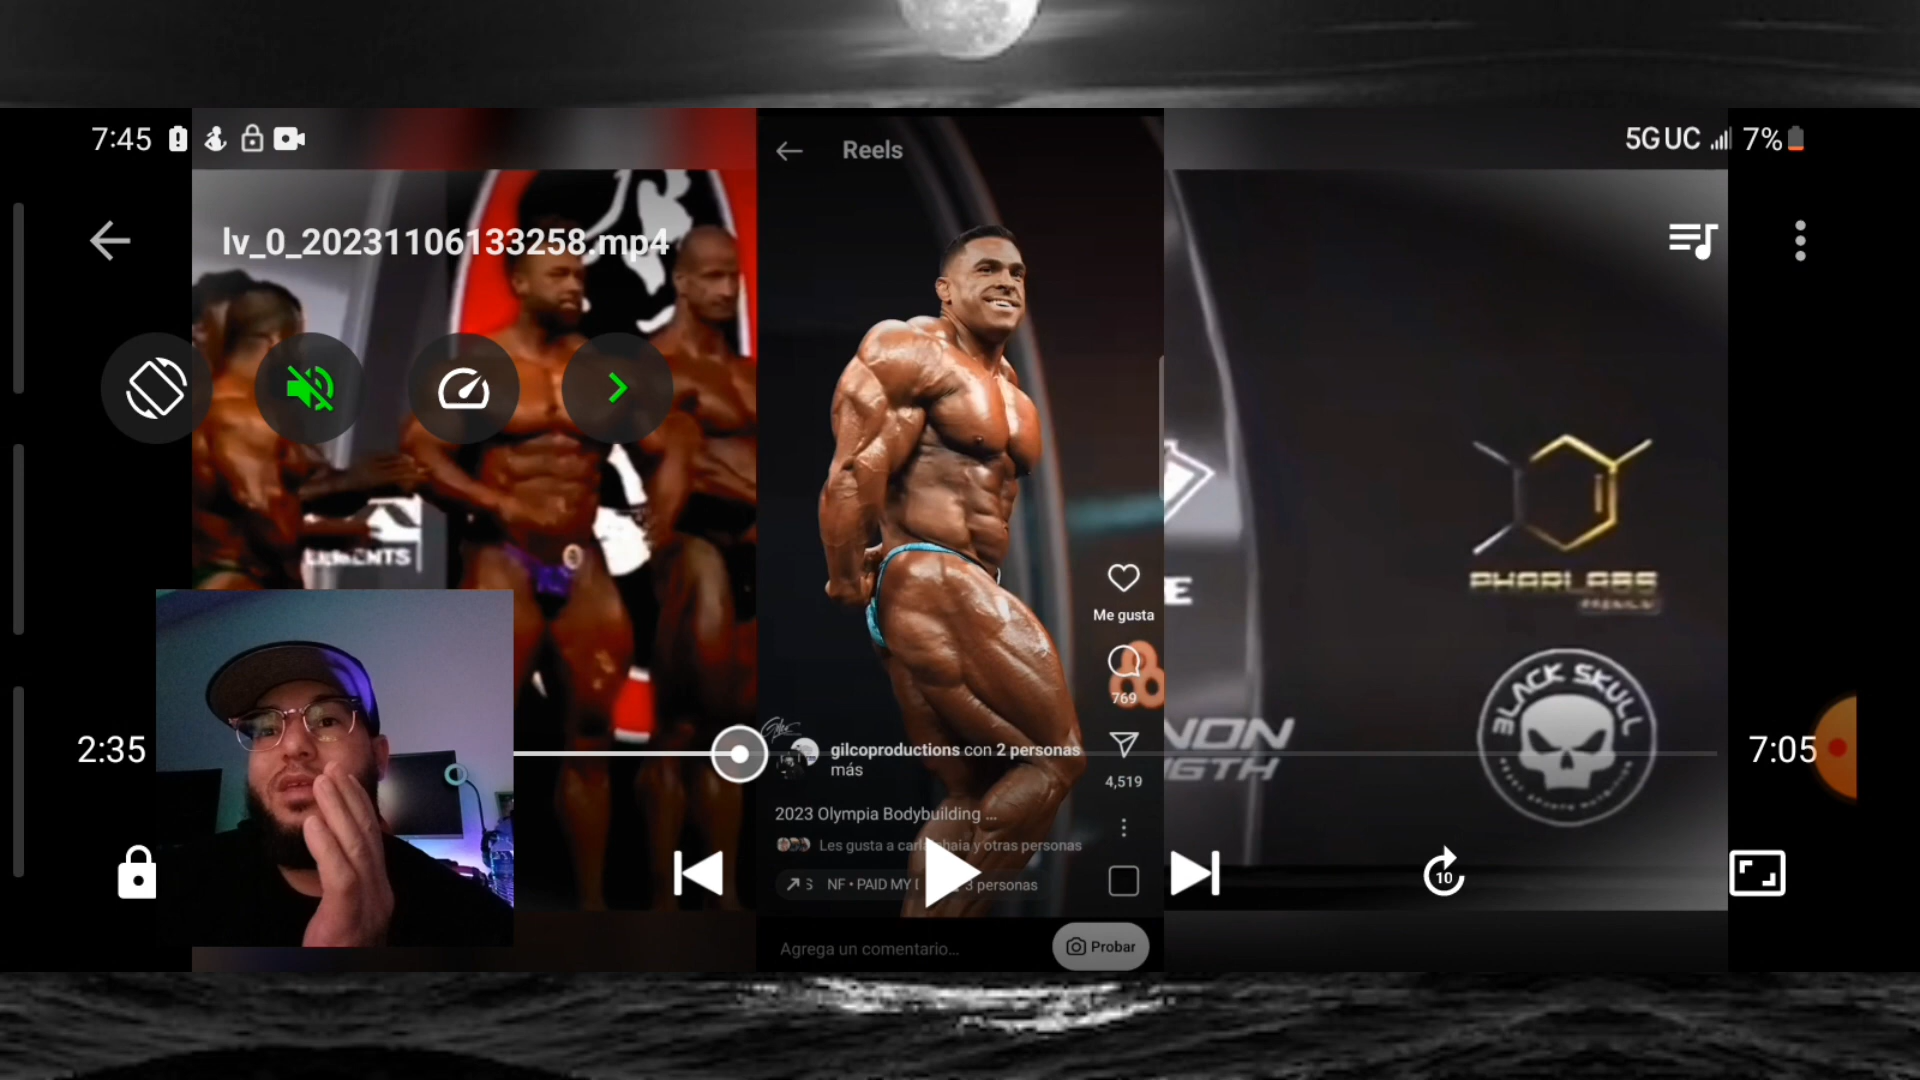 7:45
5G UC
7%
Reels
lv_0_20231106133258.mp4
PHARLABS
BLACK SKULL
Me gusta
769
gilcoproductions con 2 personas
más
2:35
7:05
4,519
2023 Olympia Bodybuilding ...
Les gusta a y otras personas
NF • PAID MY
3 personas
10
Agrega un comentario...
Probar